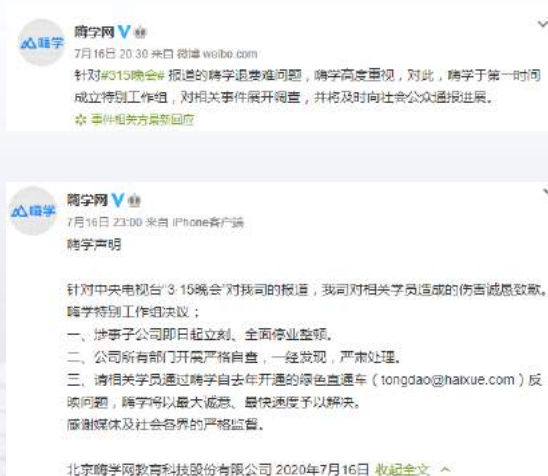 嗨学网
嗨学
7月16日 20:30 来自 微博 weibo.com
针对#315晚会# 报道的嗨学退费难问题，嗨学高度重视，对此，嗨学于第一时间
成立特别工作组，对相关事件展开调查，并将及时向社会公众通报进展。
事件相关方最新回应
嗨学网
嗨学
7月16日 23:00 来自 iPhone客户端
嗨学声明
针对中央电视台“3·15晚会”对我司的报道，我司对相关学员造成的伤害诚恳致歉。
嗨学特别工作组决议：
一、涉事子公司即日起立刻、全面停业整顿。
二、公司所有部门开展严格自查，一经发现，严肃处理。
三、请相关学员通过嗨学自去年开通的绿色直通车（tongdao@haixue.com）反
映问题，嗨学将以最大诚意、最快速度予以解决。
感谢媒体及社会各界的严格监督。
北京嗨学网教育科技股份有限公司 2020年7月16日 收起全文